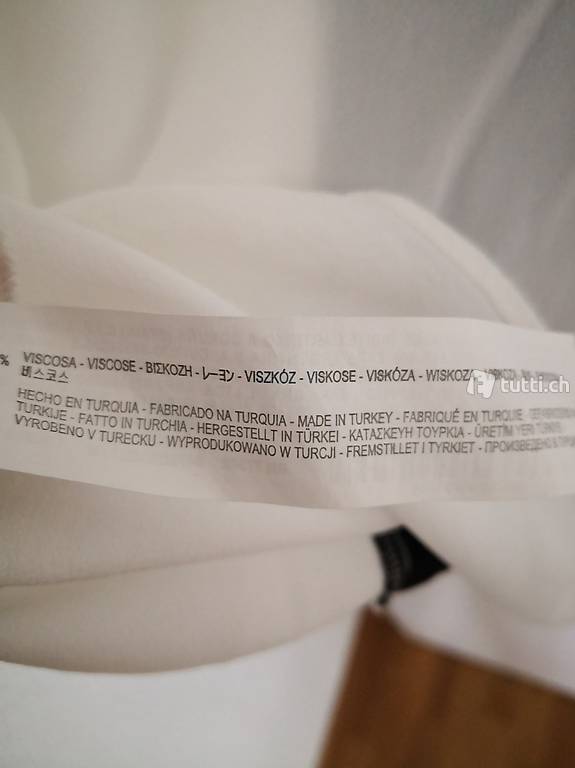 % VISCOSA - VISCOSE - ΒΙΣΚΟΖΗ - レーヨン - VISZKÓZ - VISKOSE - VISKÓZA - WISKOZA
비스코스
HECHO EN TURQUIA - FABRICADO NA TURQUIA - MADE IN TURKEY - FABRIQUÉ EN TURQUIE
TURKIJE - FATTO IN TURCHIA - HERGESTELLT IN TÜRKEI - ΚΑΤΑΣΚΕΥΗ ΤΟΥΡΚΙΑ - ÜRETİM YERİ
VYROBENO V TURECKU - WYPRODUKOWANO W TURCJI - FREMSTILLET I TYRKIET - ПРОИЗВЕДЕНО В
tutti.ch